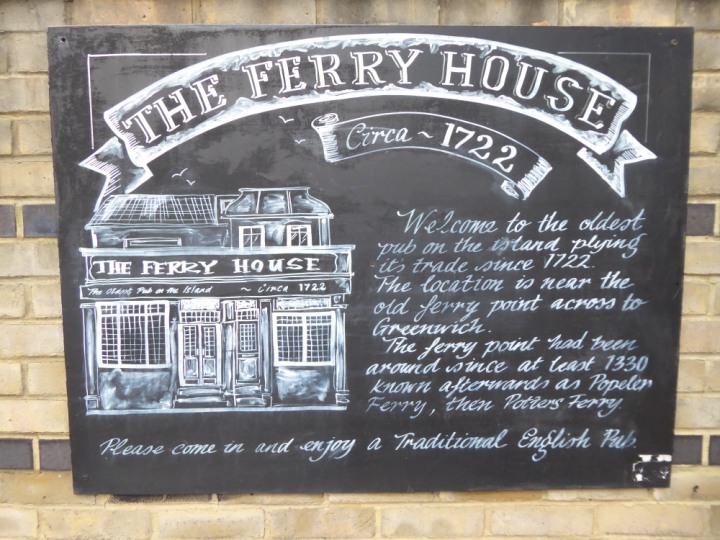 THE FERRY HOUSE
Circa ~ 1722
THE FERRY HOUSE
The Oldest Pub on the Island ~ Circa 1722
Welcome to the oldest
pub on the island plying
it's trade since 1722.
The location is near the
old ferry point across to
Greenwich.
The ferry point had been
around since at least 1330
known afterwards as Popeler
Ferry, then Potters Ferry
Please come in and enjoy a Traditional English Pub.